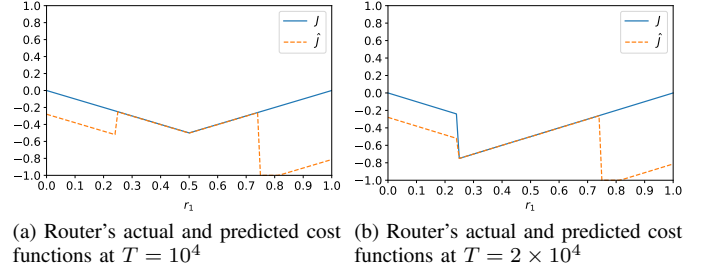 1.0
0.8
0.6
0.4
0.2
0.0
−0.2
−0.4
−0.6
−0.8
−1.0
0.0 0.1 0.2 0.3 0.4 0.5 0.6 0.7 0.8 0.9 1.0
r₁
J
Ĵ
(a) Router's actual and predicted cost
functions at T = 10⁴
1.0
0.8
0.6
0.4
0.2
0.0
−0.2
−0.4
−0.6
−0.8
−1.0
0.0 0.1 0.2 0.3 0.4 0.5 0.6 0.7 0.8 0.9 1.0
r₁
J
Ĵ
(b) Router's actual and predicted cost
functions at T = 2 × 10⁴